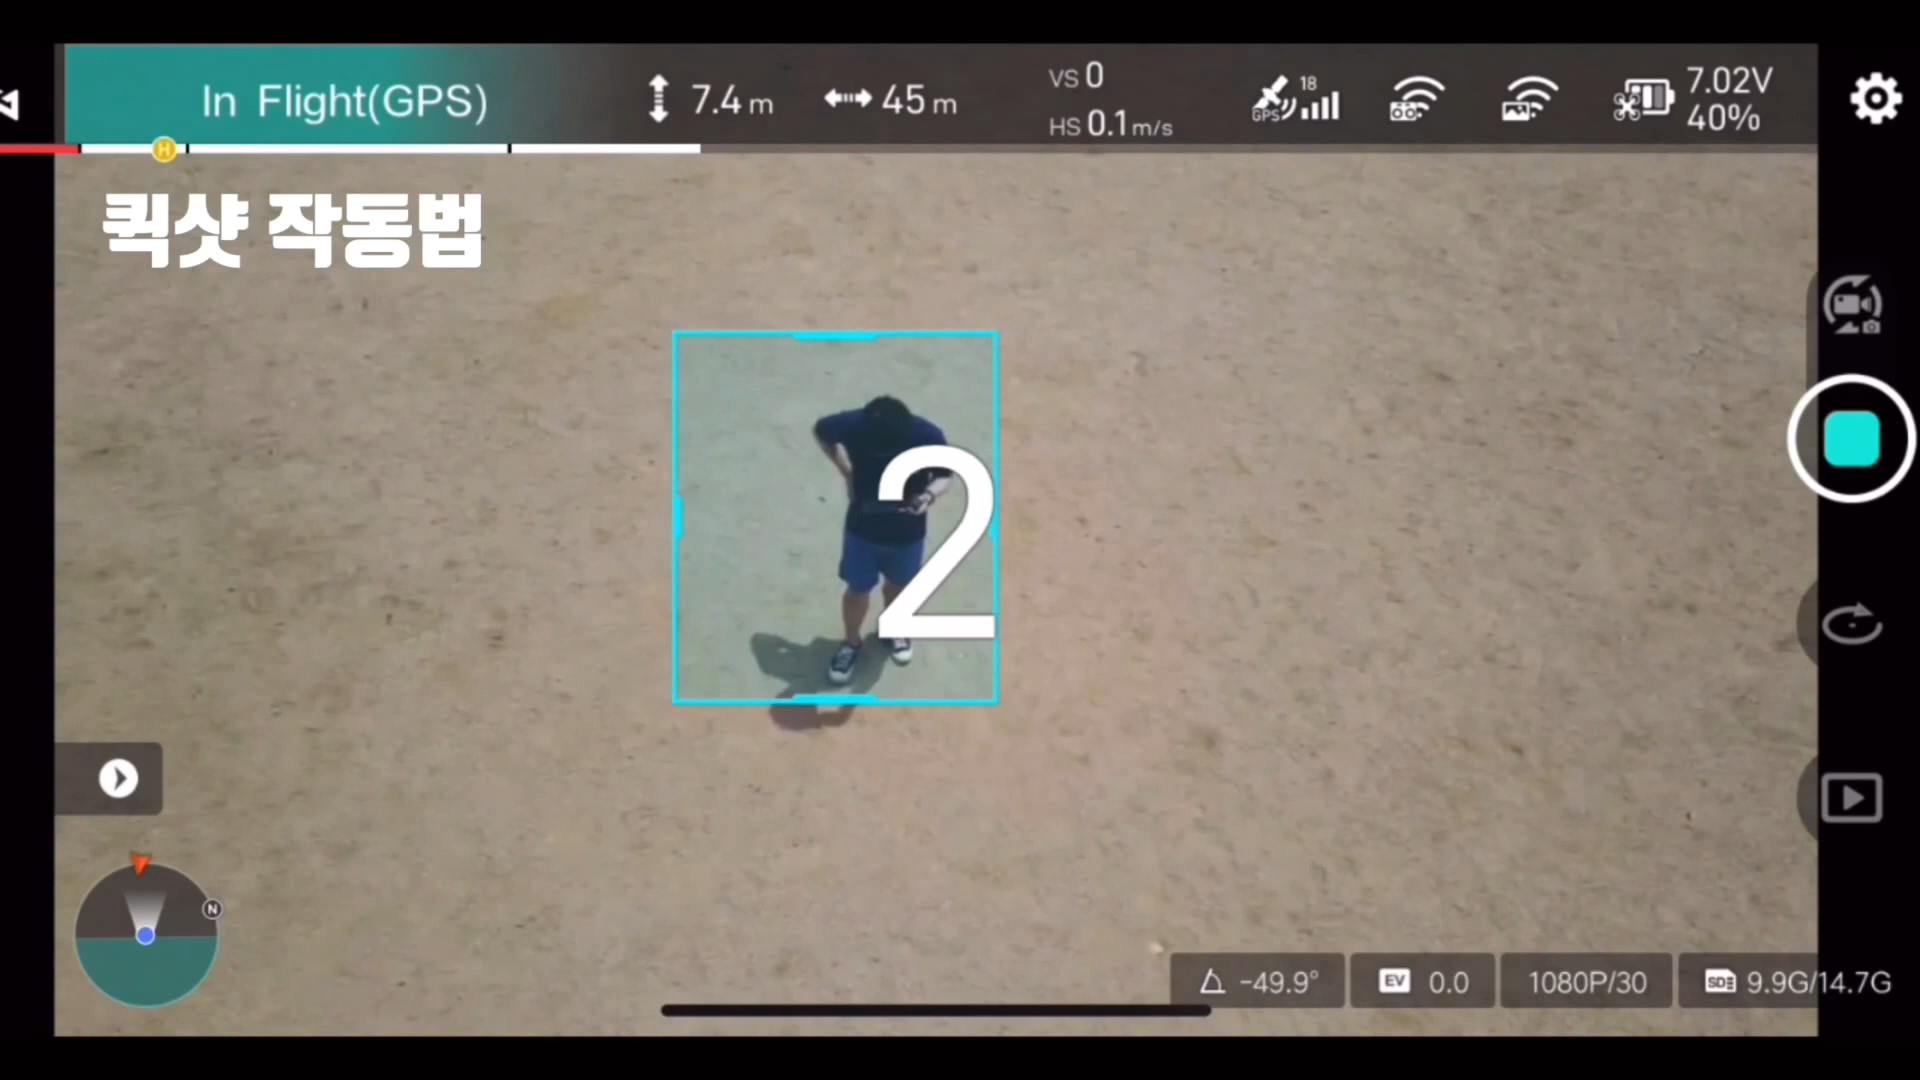 In Flight(GPS)
7.4 m
45 m
VS 0
HS 0.1 m/s
GPS
18
7.02V
40%
H
퀵샷 작동법
2
N
-49.9°
EV 0.0
1080P/30
SD 9.9G/14.7G